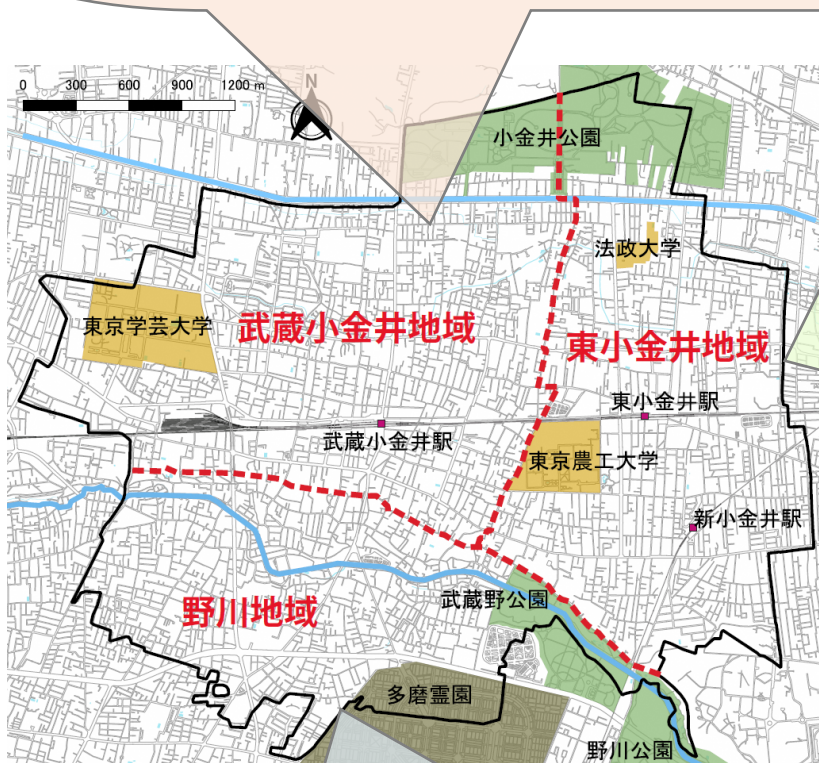 0 300 600 900 1200 m
N
小金井公園
法政大学
東京学芸大学
武蔵小金井地域
東小金井地域
東小金井駅
武蔵小金井駅
東京農工大学
新小金井駅
武蔵野公園
野川地域
多磨霊園
野川公園